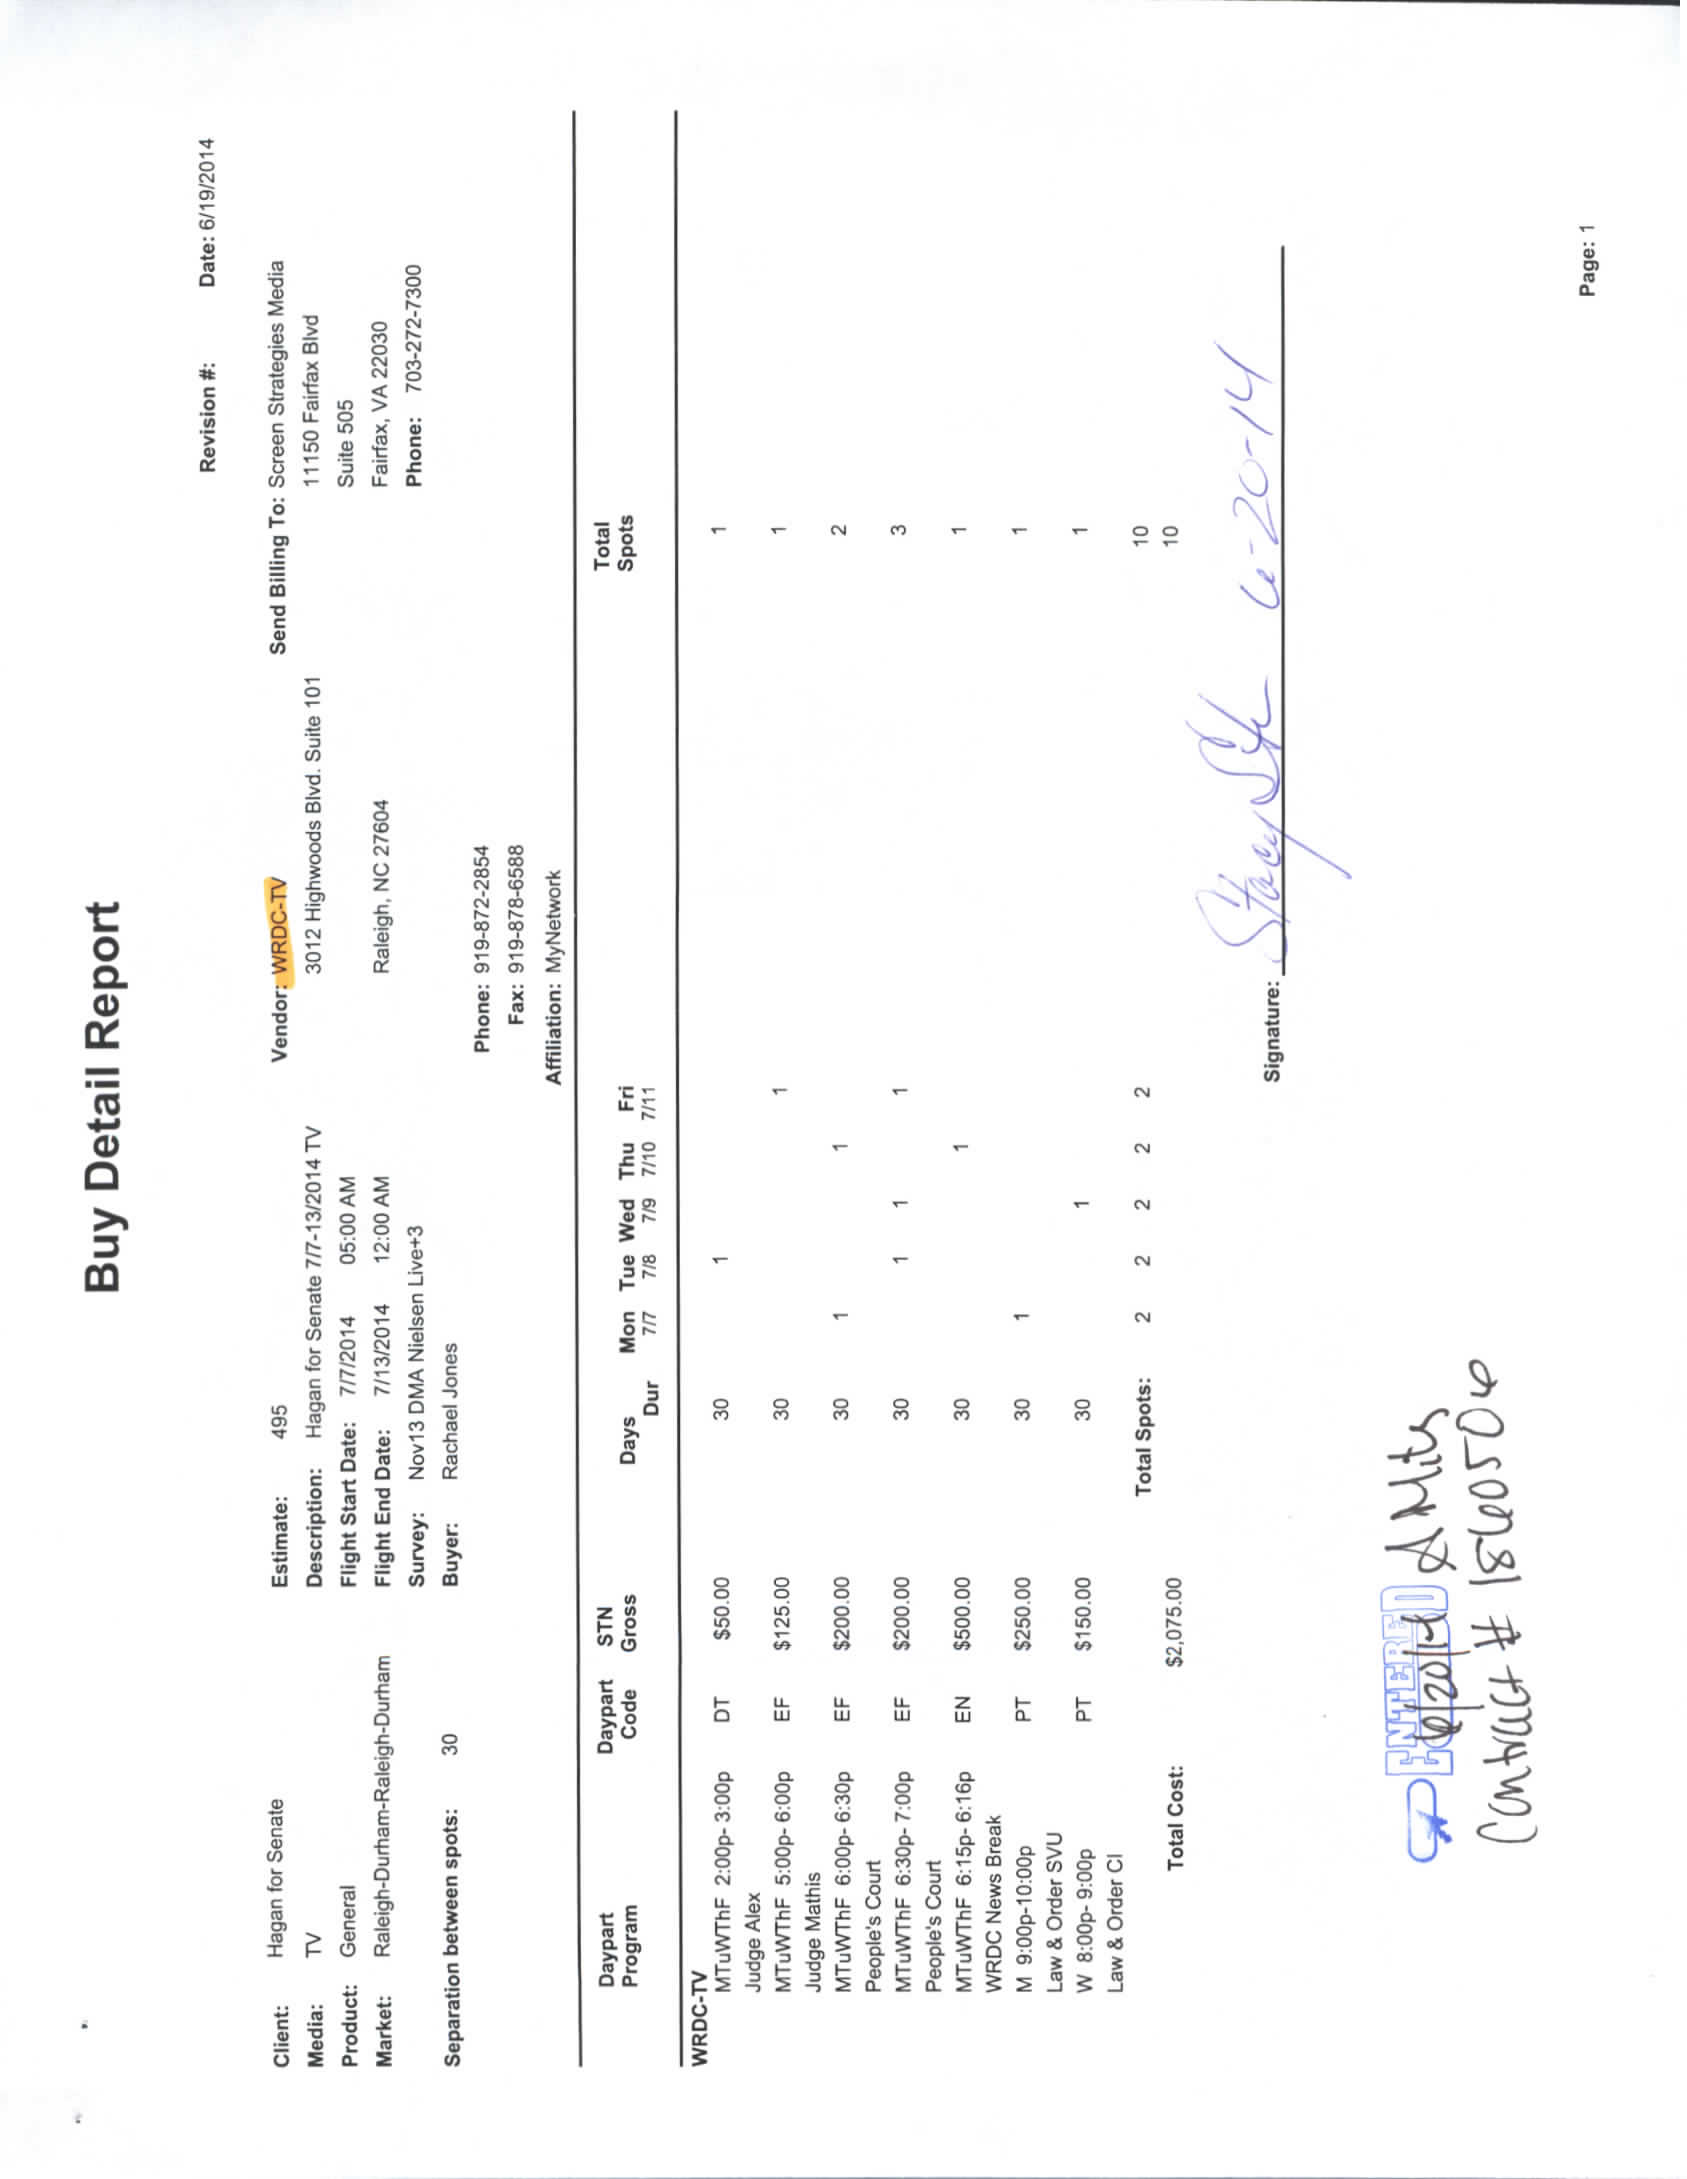 Buy Detail Report
Revision #: Date: 6/19/2014
Client: Hagan for Senate Estimate: 495 Vendor: WRDC-TV Send Billing To: Screen Strategies Media
Media: TV Description: Hagan for Senate 7/7-13/2014 TV 3012 Highwoods Blvd. Suite 101 11150 Fairfax Blvd
Product: General Flight Start Date: 7/7/2014 05:00 AM Suite 505
Market: Raleigh-Durham-Raleigh-Durham Flight End Date: 7/13/2014 12:00 AM Raleigh, NC 27604 Fairfax, VA 22030
Survey: Nov13 DMA Nielsen Live+3 Phone: 703-272-7300
Separation between spots: 30 Buyer: Rachael Jones
Phone: 919-872-2854
Fax: 919-878-6588
Affiliation: MyNetwork
Daypart Daypart STN Days Mon Tue Wed Thu Fri Total
Program Code Gross Dur 7/7 7/8 7/9 7/10 7/11 Spots
WRDC-TV
MTuWThF 2:00p- 3:00p DT $50.00 30 1 1
Judge Alex
MTuWThF 5:00p- 6:00p EF $125.00 30 1 1
Judge Mathis
MTuWThF 6:00p- 6:30p EF $200.00 30 1 1 2
People's Court
MTuWThF 6:30p- 7:00p EF $200.00 30 1 1 1 3
People's Court
MTuWThF 6:15p- 6:16p EN $500.00 30 1 1
WRDC News Break
M 9:00p-10:00p PT $250.00 30 1 1
Law & Order SVU
W 8:00p- 9:00p PT $150.00 30 1 1
Law & Order CI
Total Spots: 2 2 2 2 2 10
Total Cost: $2,075.00 10
Signature: Stacy 6-20-14
ENTERED
6/20/14
Contract # 1860506
Page: 1